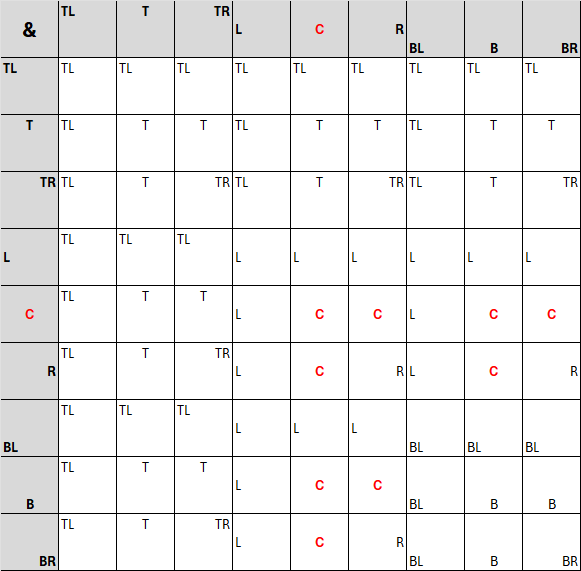 & TL T TR L C R BL B BR
TL TL TL TL TL TL TL TL TL TL
T TL T T TL T T TL T T
TR TL T TR TL T TR TL T TR
L TL TL TL L L L L L L
C TL T T L C C L C C
R TL T TR L C R L C R
BL TL TL TL L L L BL BL BL
B TL T T L C C BL B B
BR TL T TR L C R BL B BR